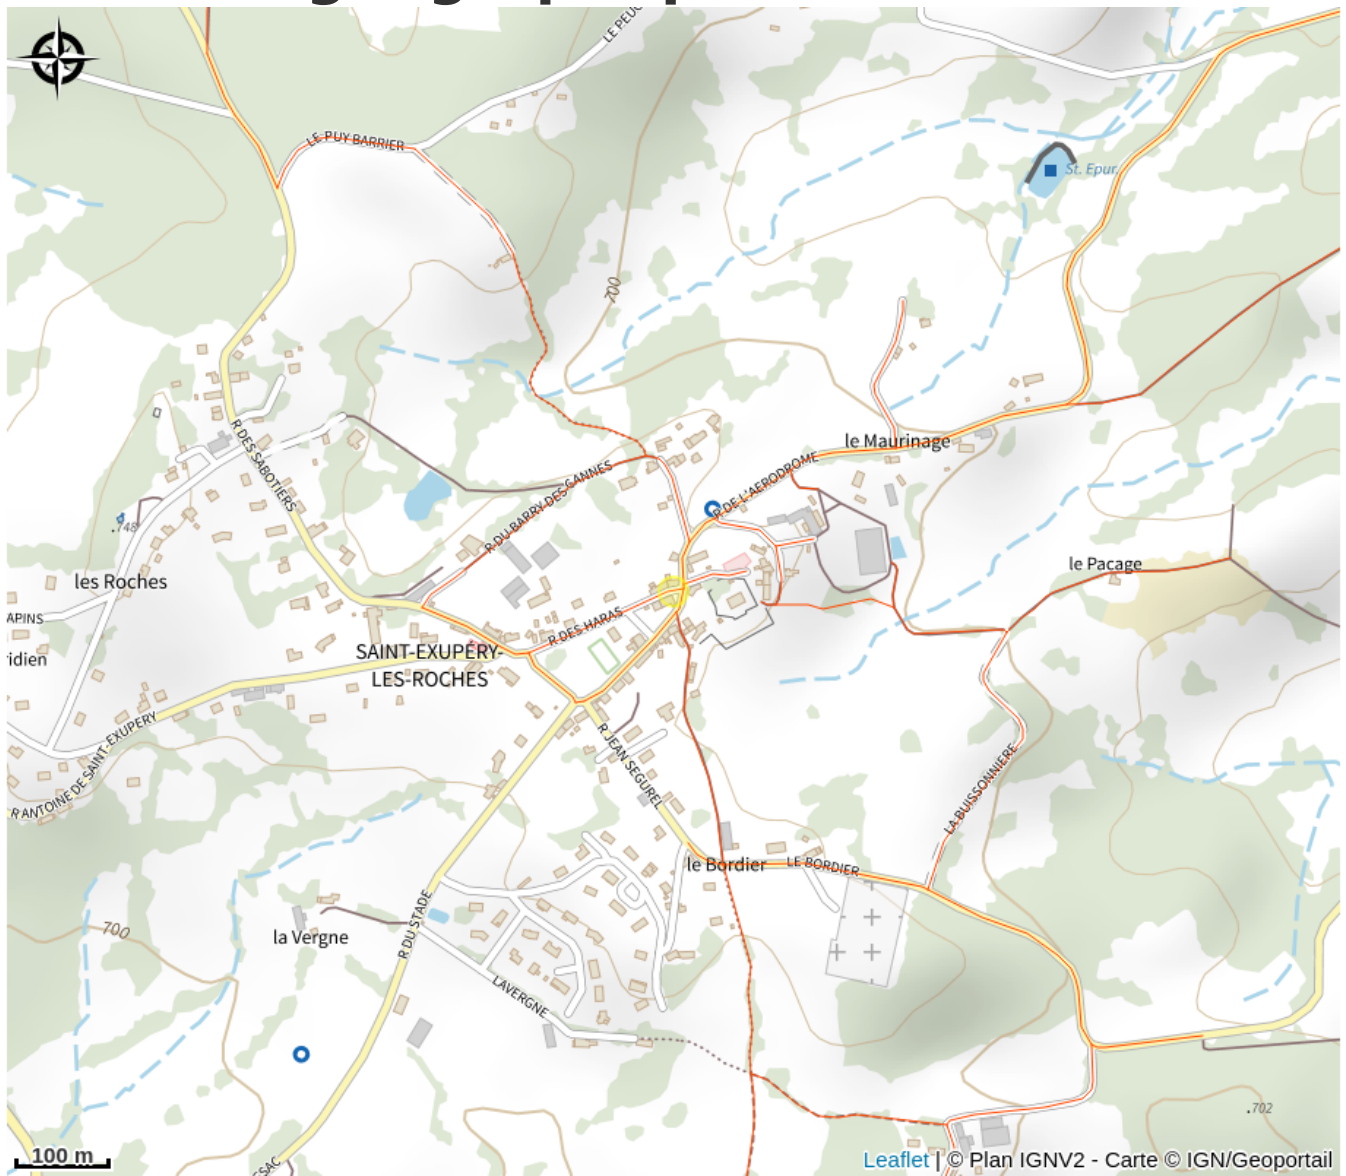 LE PUY BARRIER
St. Epur.
700
le Maurinage
R DES SABOTIERS
R DE L'AERODROME
R DU BARRY DES GANNES
.748
les Roches
le Pacage
APINS
R DES HARAS
ridien
SAINT-EXUPÉRY-
LES-ROCHES
R ANTOINE DE SAINT-EXUPERY
R JEAN SEGUREL
LA BUISSONNIERE
le Bordier
LE BORDIER
R DU STADE
700
la Vergne
LAVERGNE
.702
100 m
SSAC
Leaflet | © Plan IGNV2 - Carte © IGN/Geoportail